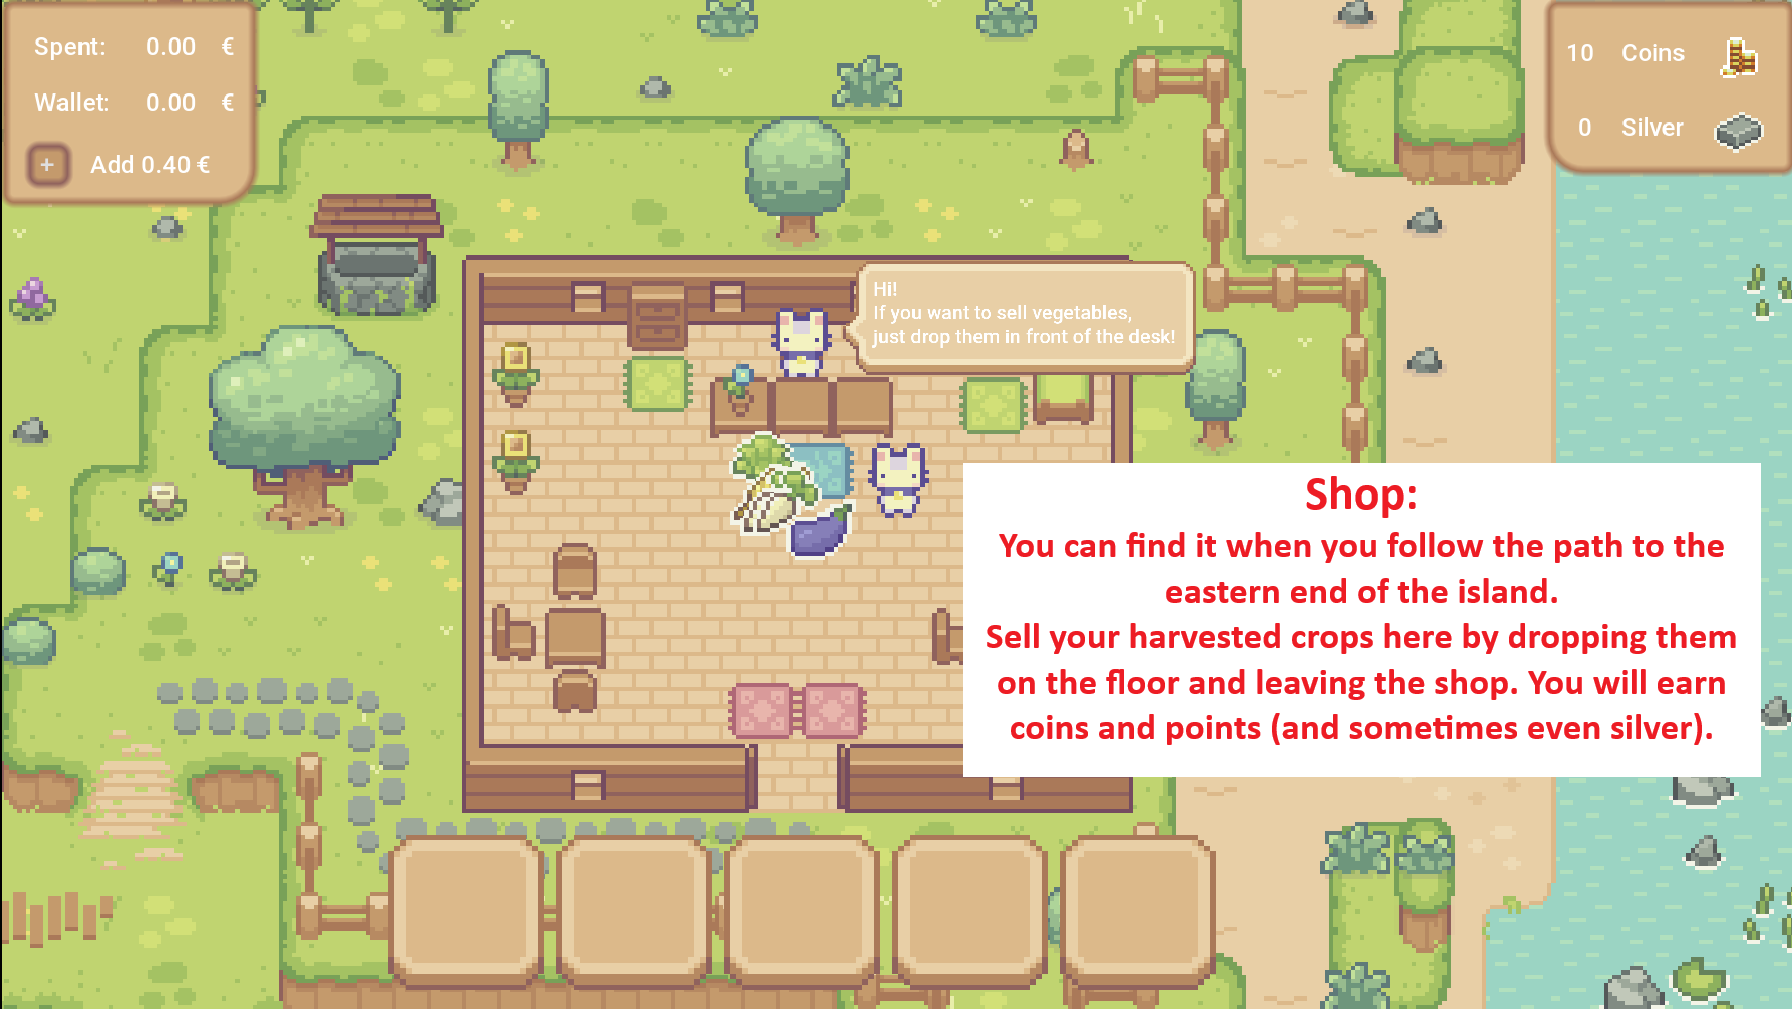 Spent: 0.00 €
Wallet: 0.00 €
+ Add 0.40 €
10 Coins
0 Silver
Hi!
If you want to sell vegetables,
just drop them in front of the desk!
Shop:
You can find it when you follow the path to the
eastern end of the island.
Sell your harvested crops here by dropping them
on the floor and leaving the shop. You will earn
coins and points (and sometimes even silver).